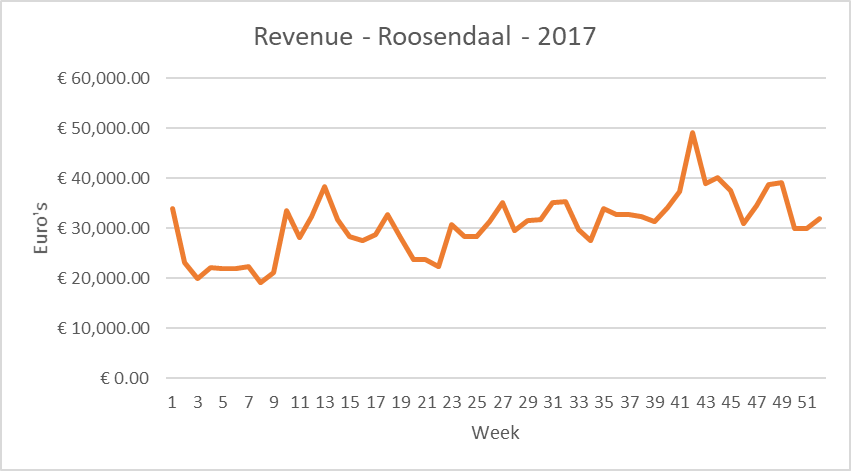 Revenue - Roosendaal - 2017
€ 60,000.00
€ 50,000.00
€ 40,000.00
€ 30,000.00
€ 20,000.00
€ 10,000.00
€ 0.00
Euro's
1 3 5 7 9 11 13 15 17 19 21 23 25 27 29 31 33 35 37 39 41 43 45 47 49 51
Week